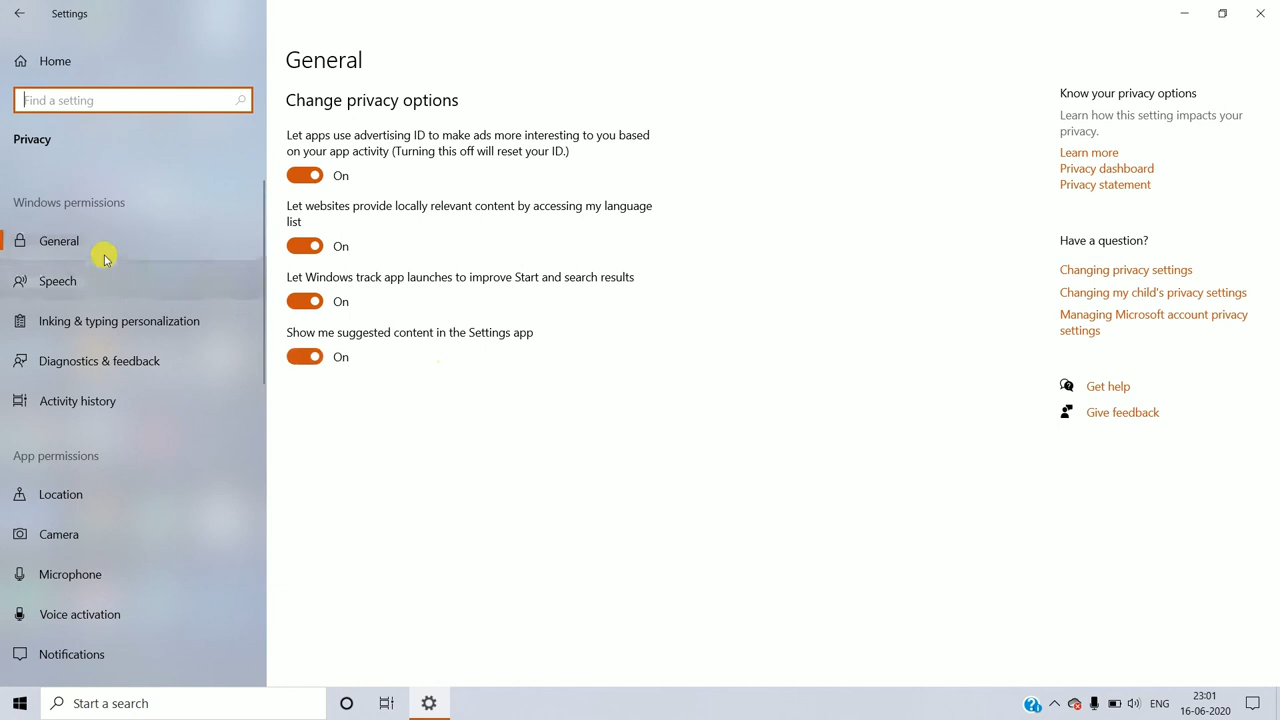 Settings
Home
Find a setting
Privacy
Windows permissions
General
Speech
Inking & typing personalization
Diagnostics & feedback
Activity history
App permissions
Location
Camera
Microphone
Voice activation
Notifications
General
Change privacy options
Let apps use advertising ID to make ads more interesting to you based
on your app activity (Turning this off will reset your ID.)
On
Let websites provide locally relevant content by accessing my language
list
On
Let Windows track app launches to improve Start and search results
On
Show me suggested content in the Settings app
On
Know your privacy options
Learn how this setting impacts your
privacy.
Learn more
Privacy dashboard
Privacy statement
Have a question?
Changing privacy settings
Changing my child's privacy settings
Managing Microsoft account privacy
settings
Get help
Give feedback
Start a search
ENG
23:01
16-06-2020